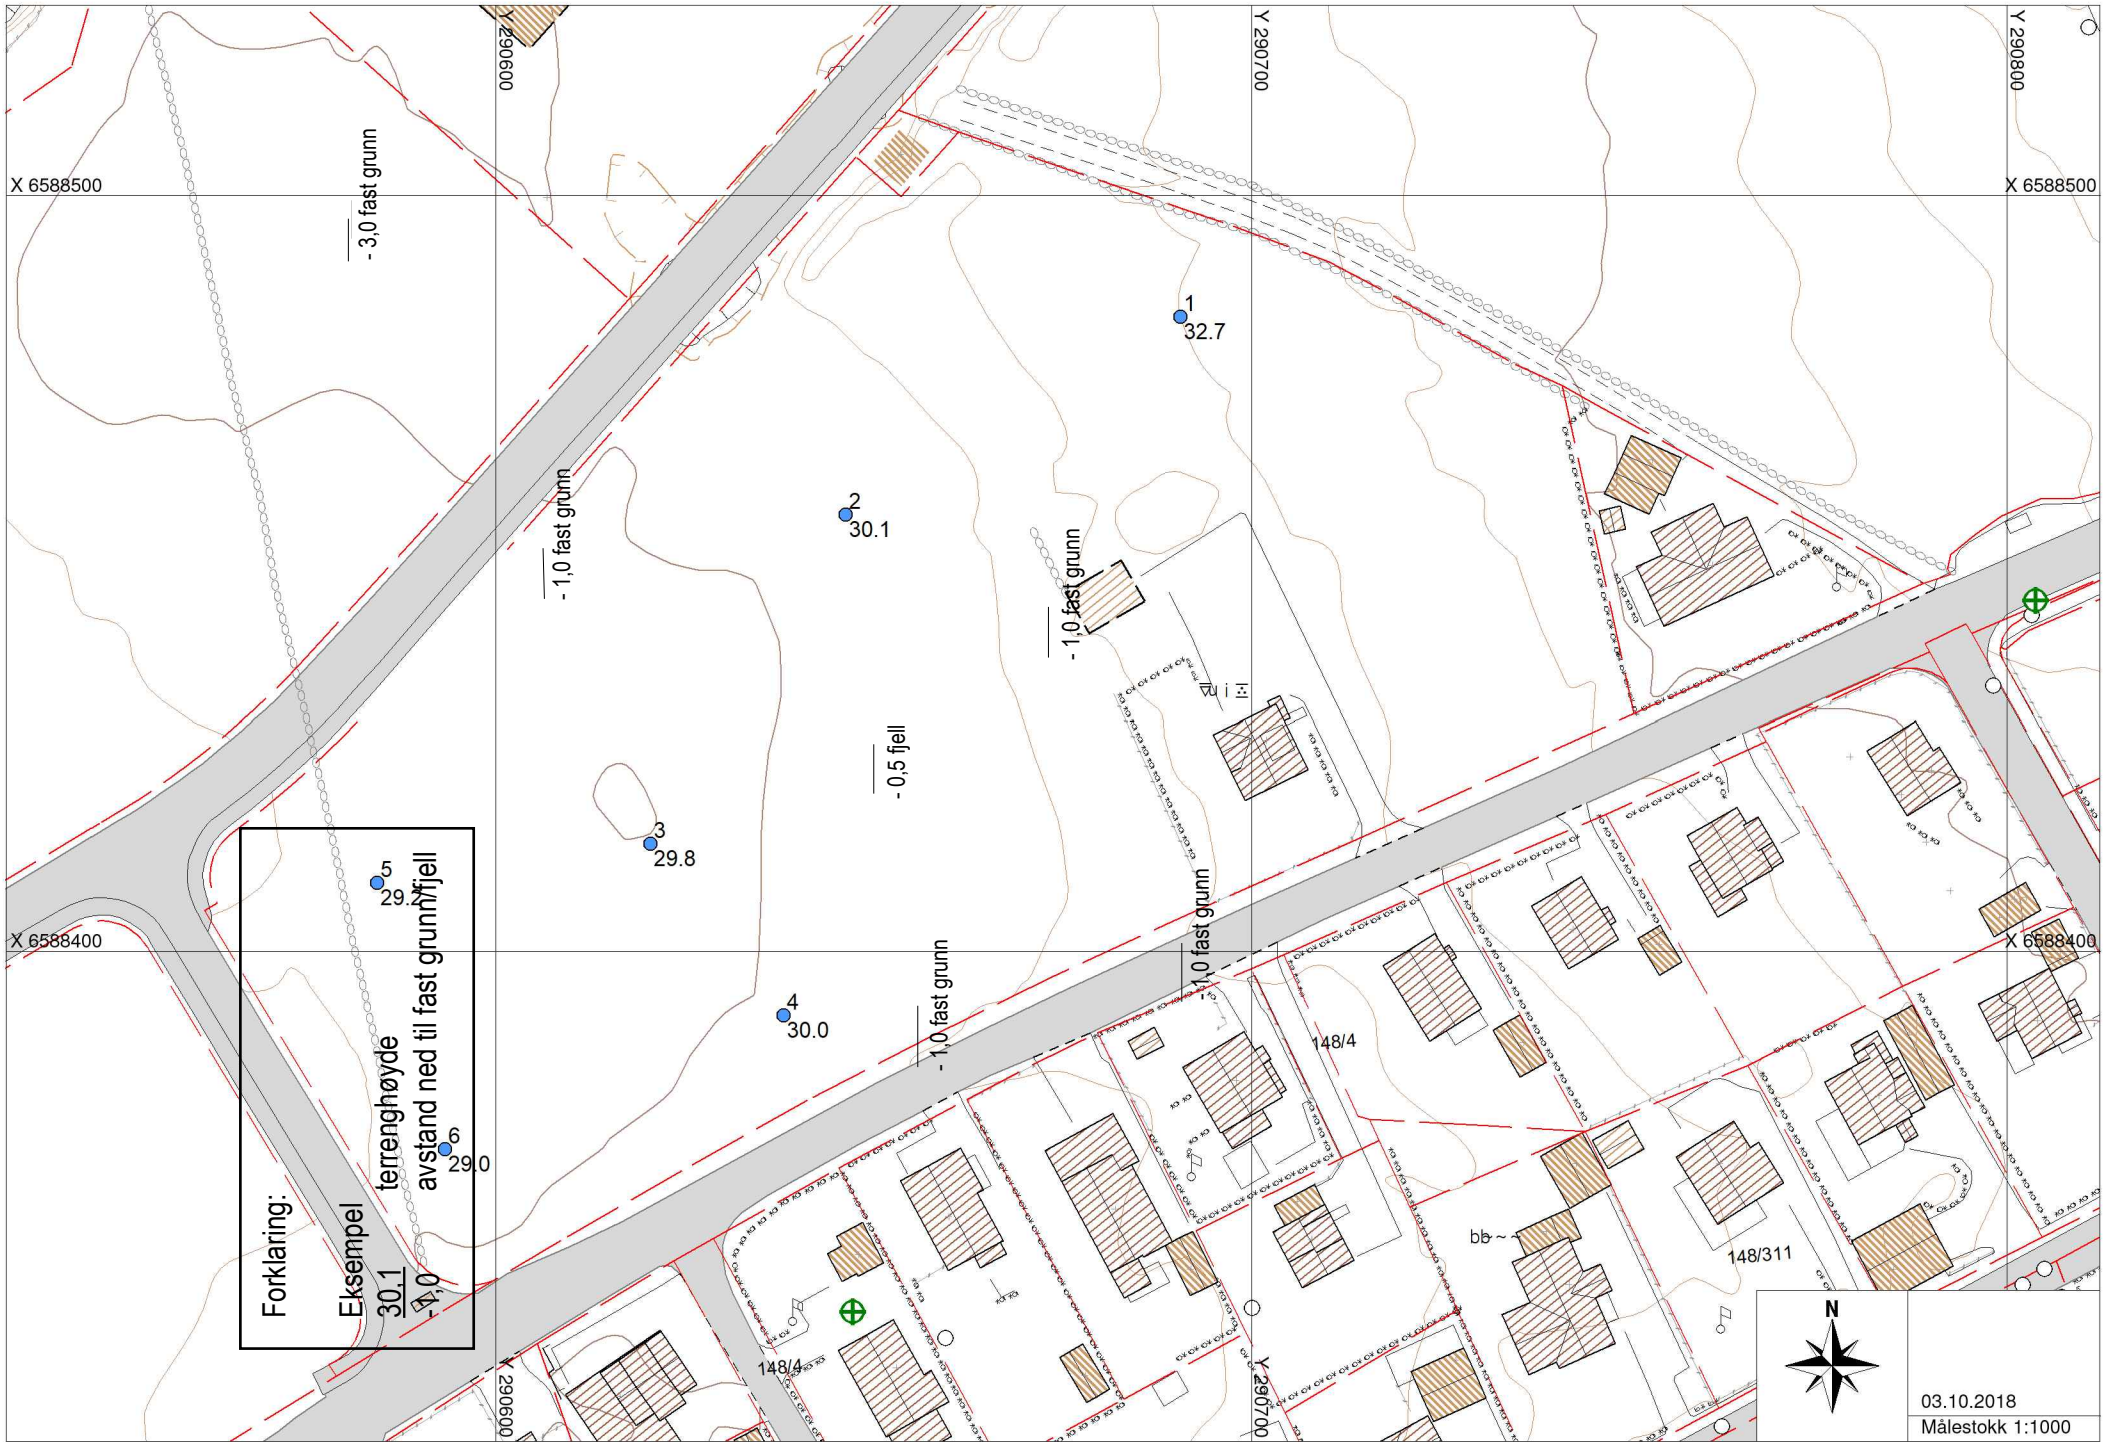 Y 290600
Y 290700
Y 290800
X 6588500
X 6588500
- 3,0 fast grunn
1
32.7
2
30.1
- 1,0 fast grunn
- 1,0 fast grunn
- 0,5 fjell
3
29.8
5
29.2
X 6588400
X 6588400
- 1,0 fast grunn
- 1,0 fast grunn
4
30.0
148/4
6
29.0
Forklaring:
Eksempel
30,1 terrenghøyde
-1,0 avstand ned til fast grunn/fjell
bb
148/311
148/4
Y 290600
Y 290700
N
03.10.2018
Målestokk 1:1000